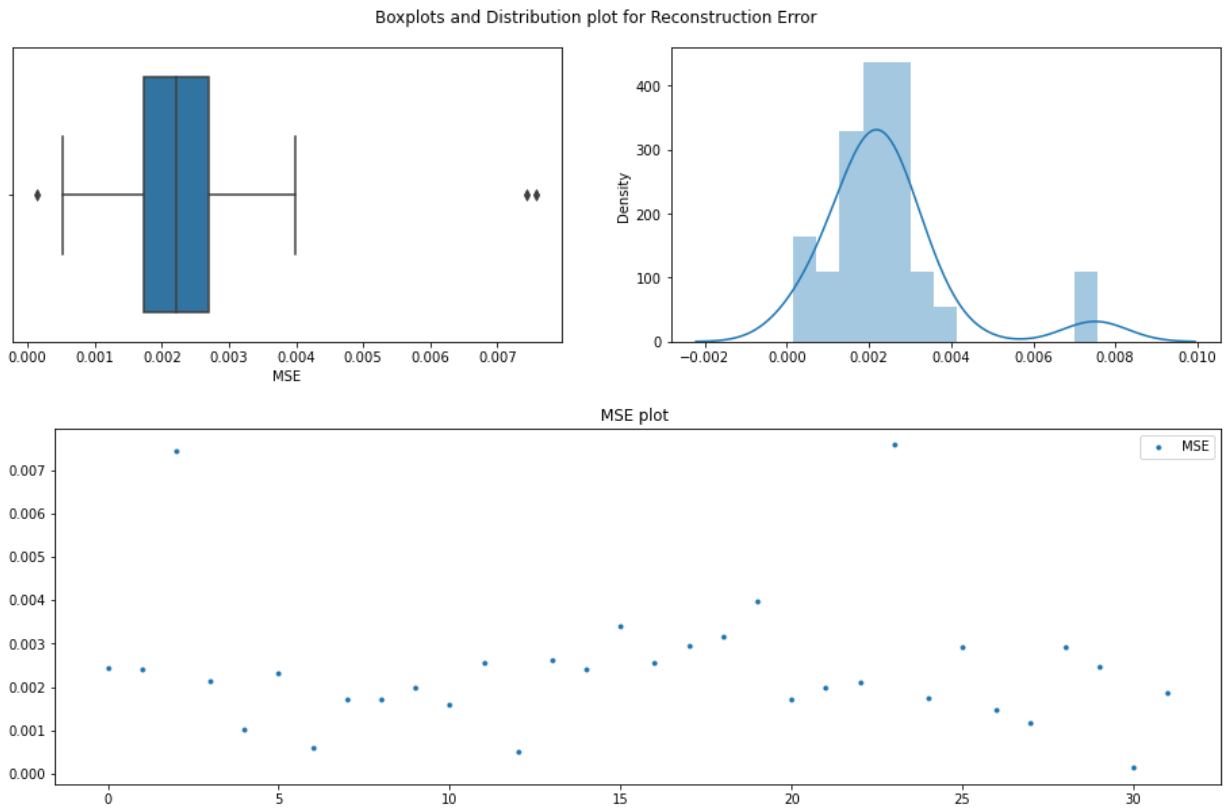 Boxplots and Distribution plot for Reconstruction Error
0.000 0.001 0.002 0.003 0.004 0.005 0.006 0.007
MSE
400
300
200
100
0
Density
−0.002 0.000 0.002 0.004 0.006 0.008 0.010
MSE plot
MSE
0.007
0.006
0.005
0.004
0.003
0.002
0.001
0.000
0 5 10 15 20 25 30